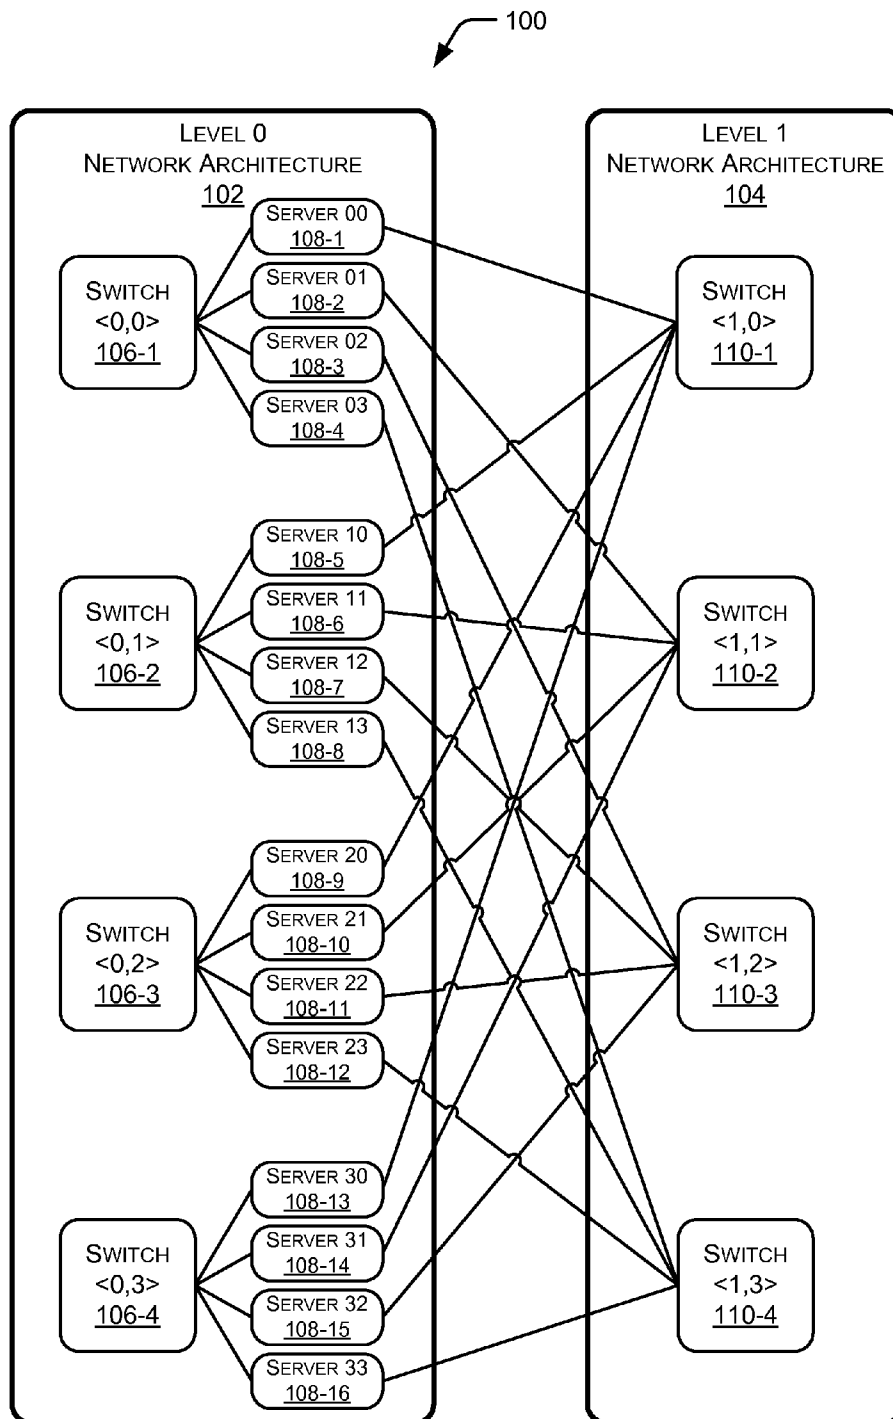 100
LEVEL 0
NETWORK ARCHITECTURE
102
SWITCH
<0,0>
106-1
SERVER 00
108-1
SERVER 01
108-2
SERVER 02
108-3
SERVER 03
108-4
SWITCH
<0,1>
106-2
SERVER 10
108-5
SERVER 11
108-6
SERVER 12
108-7
SERVER 13
108-8
SWITCH
<0,2>
106-3
SERVER 20
108-9
SERVER 21
108-10
SERVER 22
108-11
SERVER 23
108-12
SWITCH
<0,3>
106-4
SERVER 30
108-13
SERVER 31
108-14
SERVER 32
108-15
SERVER 33
108-16
LEVEL 1
NETWORK ARCHITECTURE
104
SWITCH
<1,0>
110-1
SWITCH
<1,1>
110-2
SWITCH
<1,2>
110-3
SWITCH
<1,3>
110-4